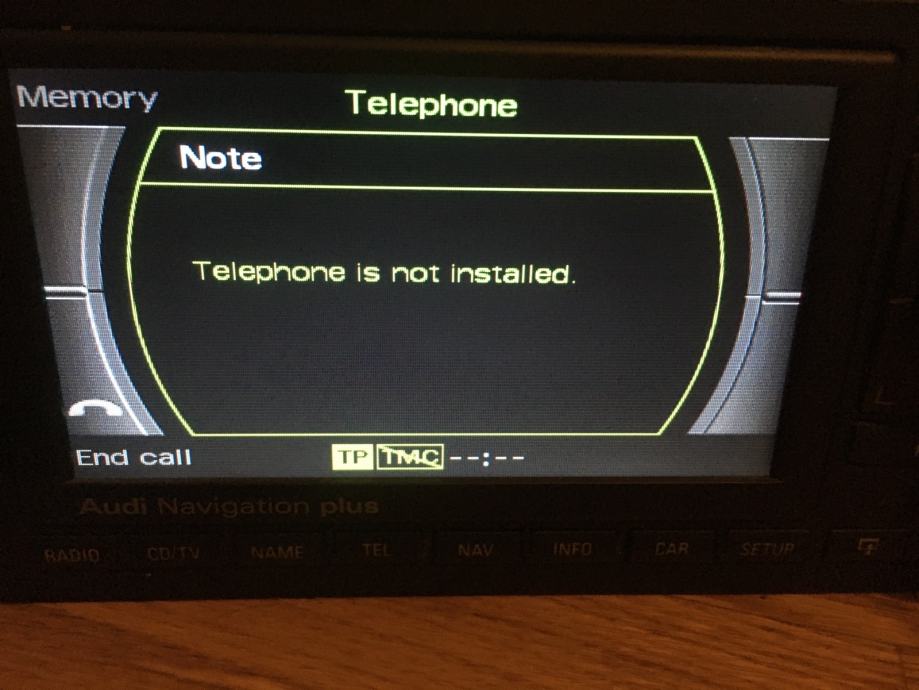 Memory Telephone
Note
Telephone is not installed.
End call TP TMC --:--
Audi Navigation plus
RADIO CD/TV NAME TEL NAV INFO CAR SETUP